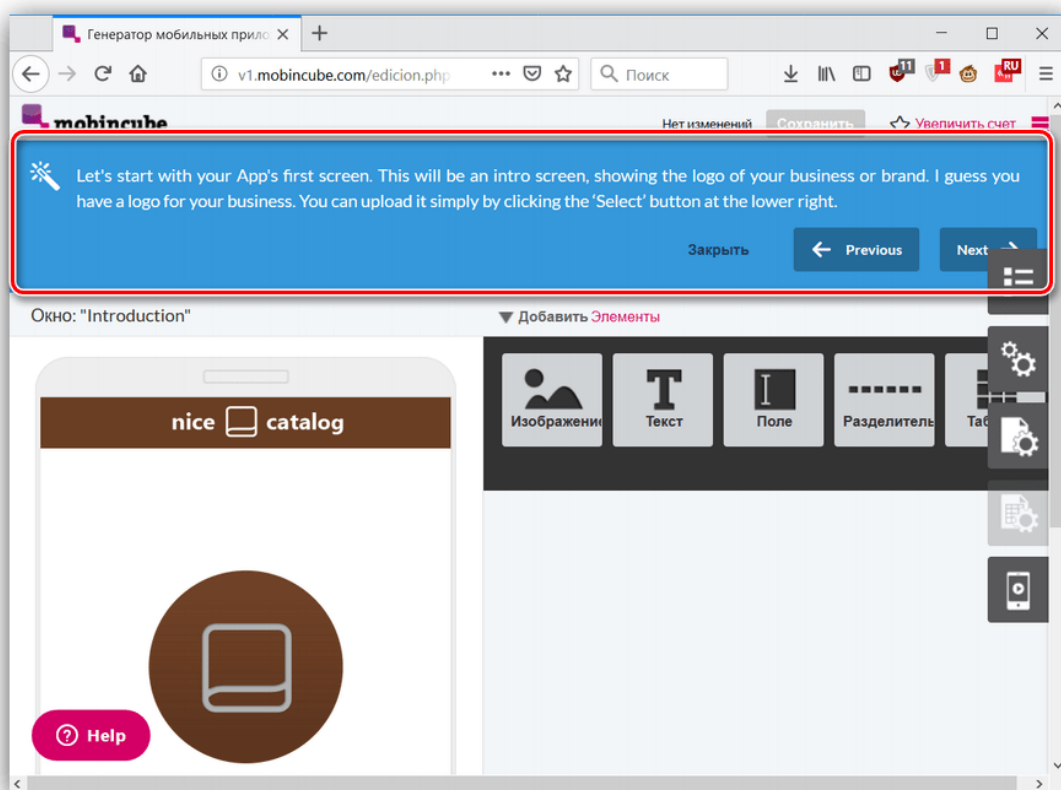 Генератор мобильных прило
v1.mobincube.com/edicion.php
Поиск
11
1
RU
mobincube
Нет изменений
Сохранить
Увеличить счет
Let's start with your App's first screen. This will be an intro screen, showing the logo of your business or brand. I guess you
have a logo for your business. You can upload it simply by clicking the ‘Select’ button at the lower right.
Закрыть
Previous
Next
Окно: "Introduction"
Добавить Элементы
Изображение
Текст
Поле
Разделитель
Таб
nice catalog
Help